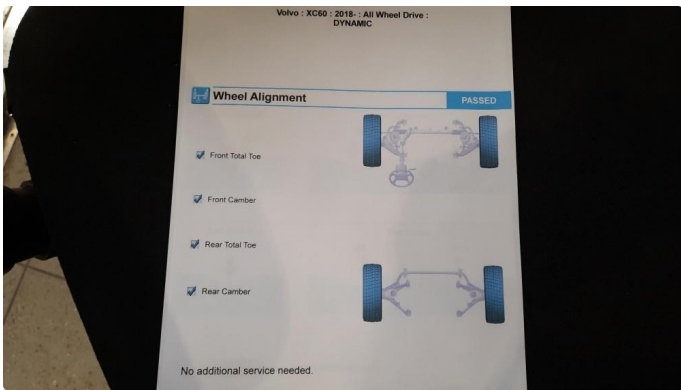 Volvo : XC60 : 2018- : All Wheel Drive :
DYNAMIC
Wheel Alignment
PASSED
Front Total Toe
Front Camber
Rear Total Toe
Rear Camber
No additional service needed.